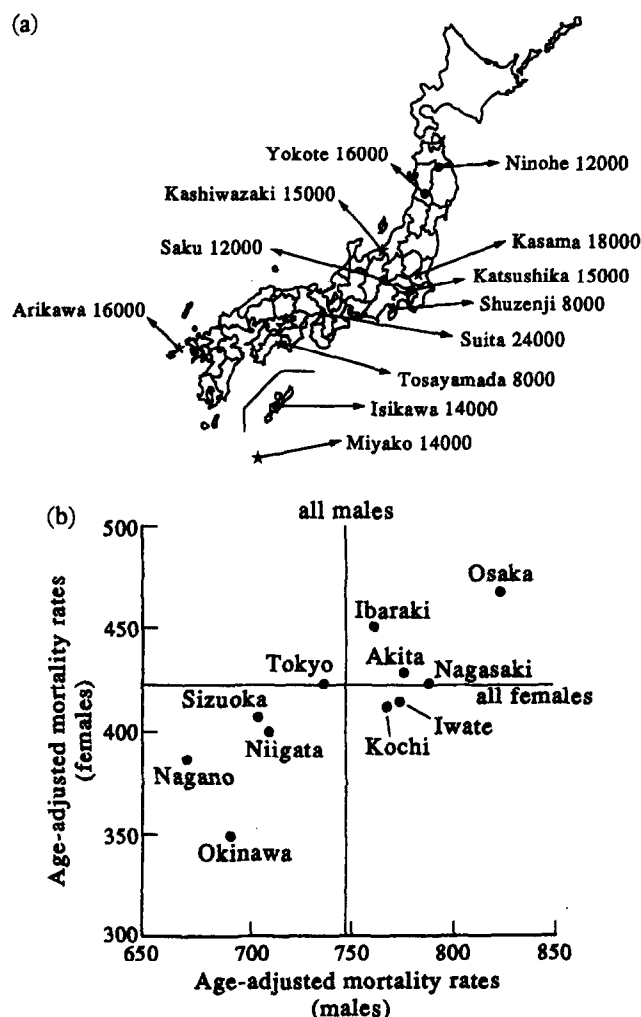 (a)
Yokote 16000
Ninohe 12000
Kashiwazaki 15000
Saku 12000
Kasama 18000
Katsushika 15000
Arikawa 16000
Shuzenji 8000
Suita 24000
Tosayamada 8000
Isikawa 14000
Miyako 14000
(b)
all males
500
Osaka
Ibaraki
450
Akita
Tokyo
Nagasaki
all females
Sizuoka
400
Iwate
Niigata
Kochi
Nagano
350
Okinawa
300
650 700 750 800 850
Age-adjusted mortality rates
(females)
Age-adjusted mortality rates
(males)